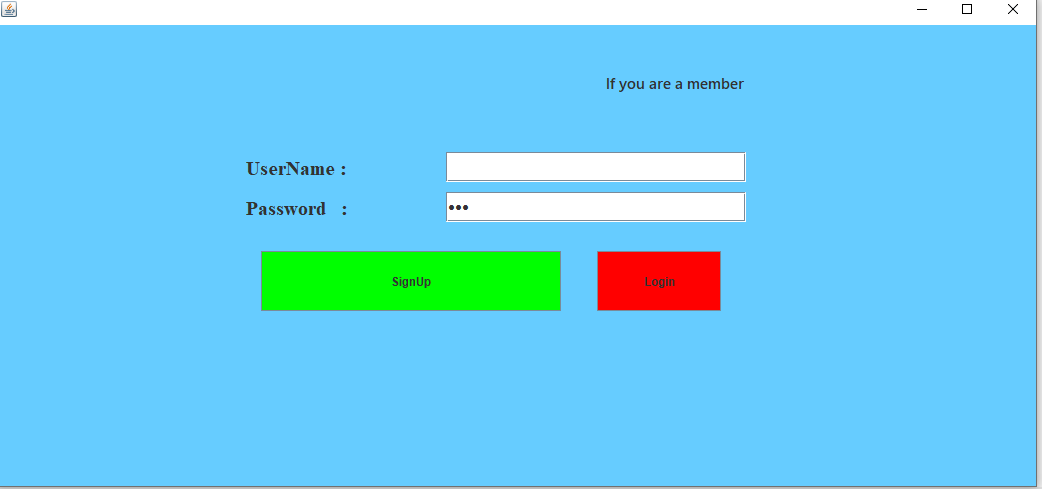 If you are a member
UserName :
Password :
•••
SignUp
Login